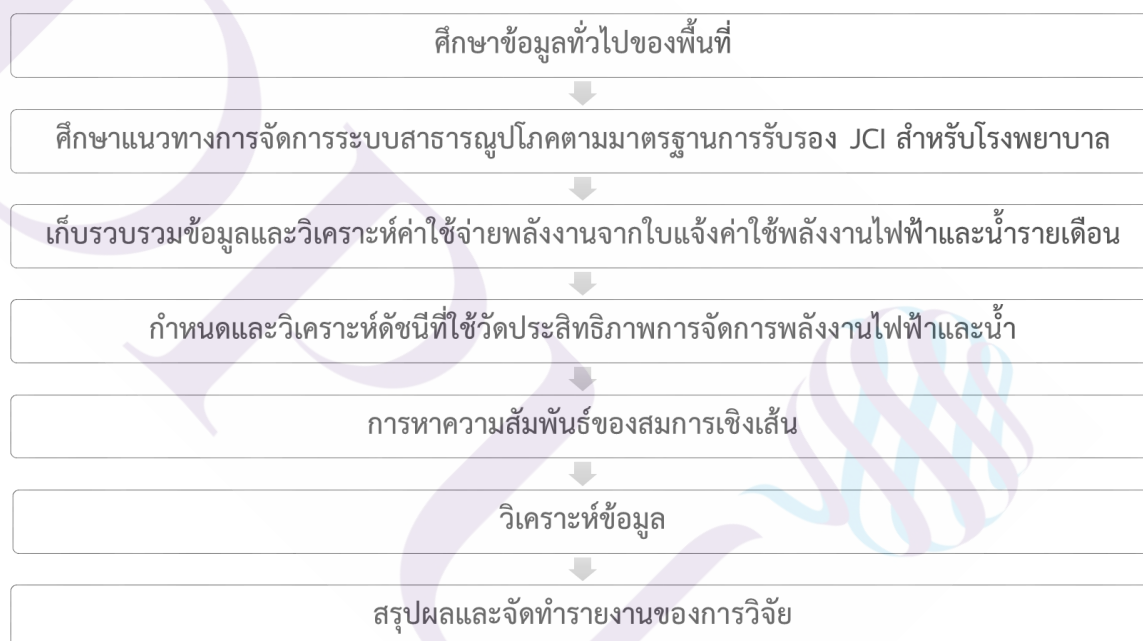 ศึกษาข้อมูลทั่วไปของพื้นที่
ศึกษาแนวทางการจัดการระบบสาธารณูปโภคตามมาตรฐานการรับรอง JCI สำหรับโรงพยาบาล
เก็บรวบรวมข้อมูลและวิเคราะห์ค่าใช้จ่ายพลังงานจากใบแจ้งค่าใช้พลังงานไฟฟ้าและน้ำรายเดือน
กำหนดและวิเคราะห์ดัชนีที่ใช้วัดประสิทธิภาพการจัดการพลังงานไฟฟ้าและน้ำ
การหาความสัมพันธ์ของสมการเชิงเส้น
วิเคราะห์ข้อมูล
สรุปผลและจัดทำรายงานของการวิจัย